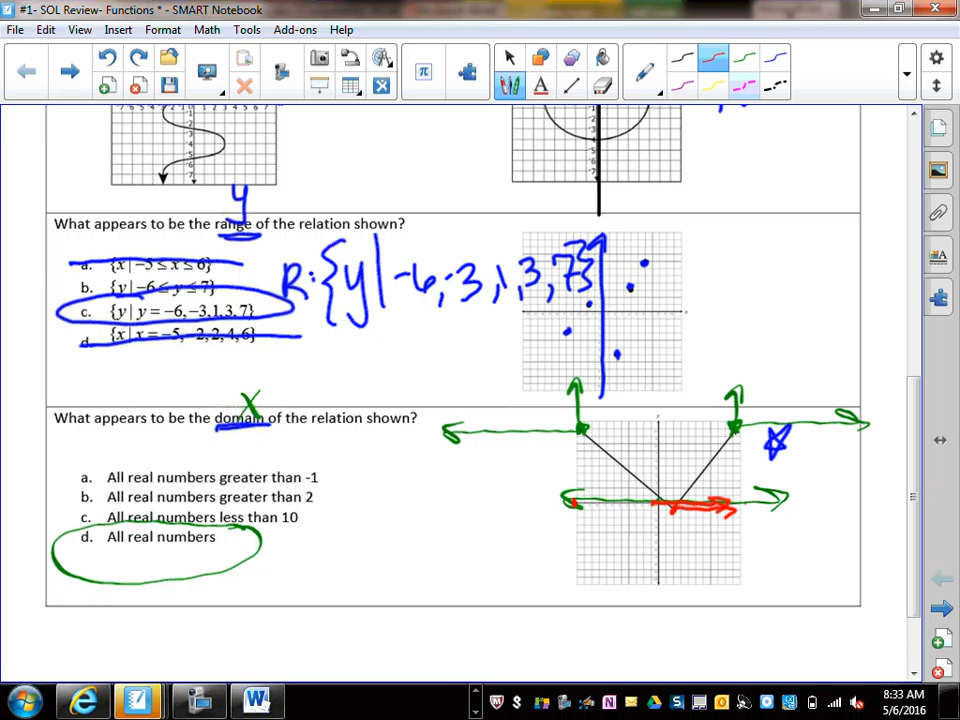 #1- SOL Review- Functions * - SMART Notebook
File Edit View Insert Format Math Tools Add-ons Help
y
What appears to be the range of the relation shown?
a. {x | −5 ≤ x ≤ 6}
b. {y | −6 ≤ y ≤ 7}
c. {y | y = −6, −3, 1, 3, 7}
d. {x | x = −5, −2, 2, 4, 6}
R: {y | -6, -3, 1, 3, 7}
X
What appears to be the domain of the relation shown?
a. All real numbers greater than -1
b. All real numbers greater than 2
c. All real numbers less than 10
d. All real numbers
8:33 AM
5/6/2016